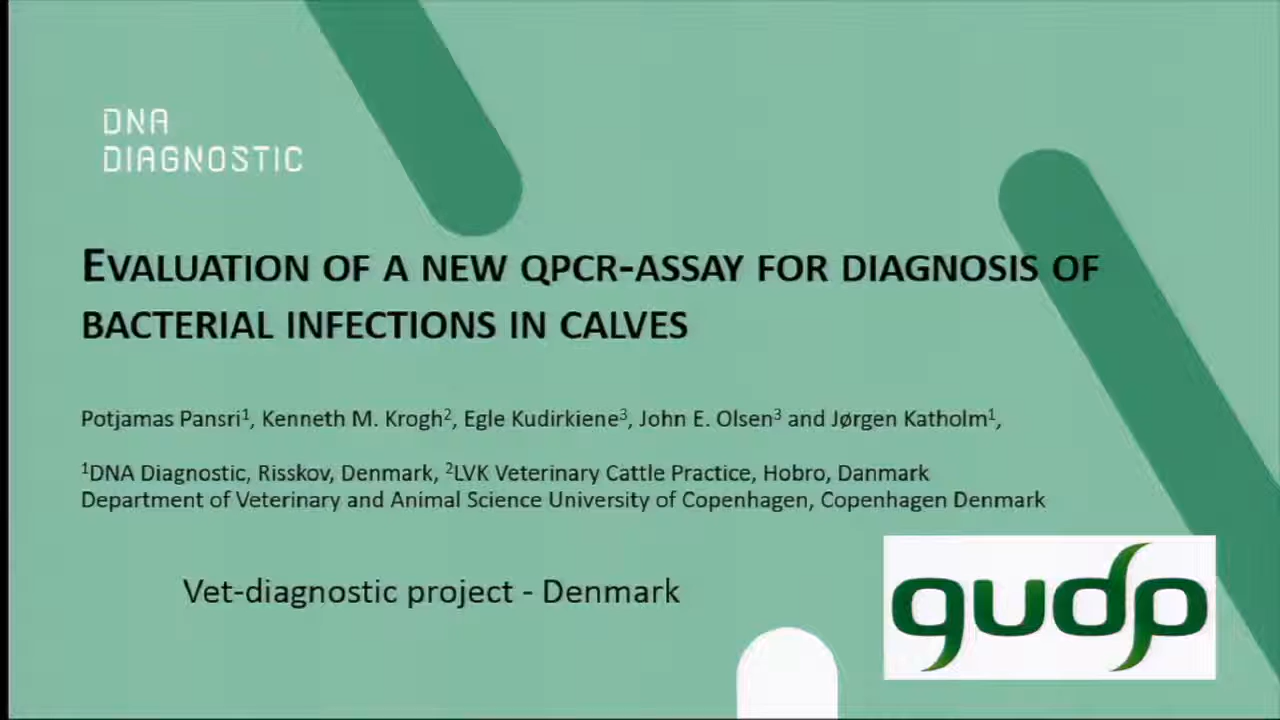 DNA
DIAGNOSTIC
EVALUATION OF A NEW QPCR-ASSAY FOR DIAGNOSIS OF
BACTERIAL INFECTIONS IN CALVES
Potjamas Pansri¹, Kenneth M. Krogh², Egle Kudirkiene³, John E. Olsen³ and Jørgen Katholm¹,
¹DNA Diagnostic, Risskov, Denmark, ²LVK Veterinary Cattle Practice, Hobro, Danmark
Department of Veterinary and Animal Science University of Copenhagen, Copenhagen Denmark
Vet-diagnostic project - Denmark
gudp